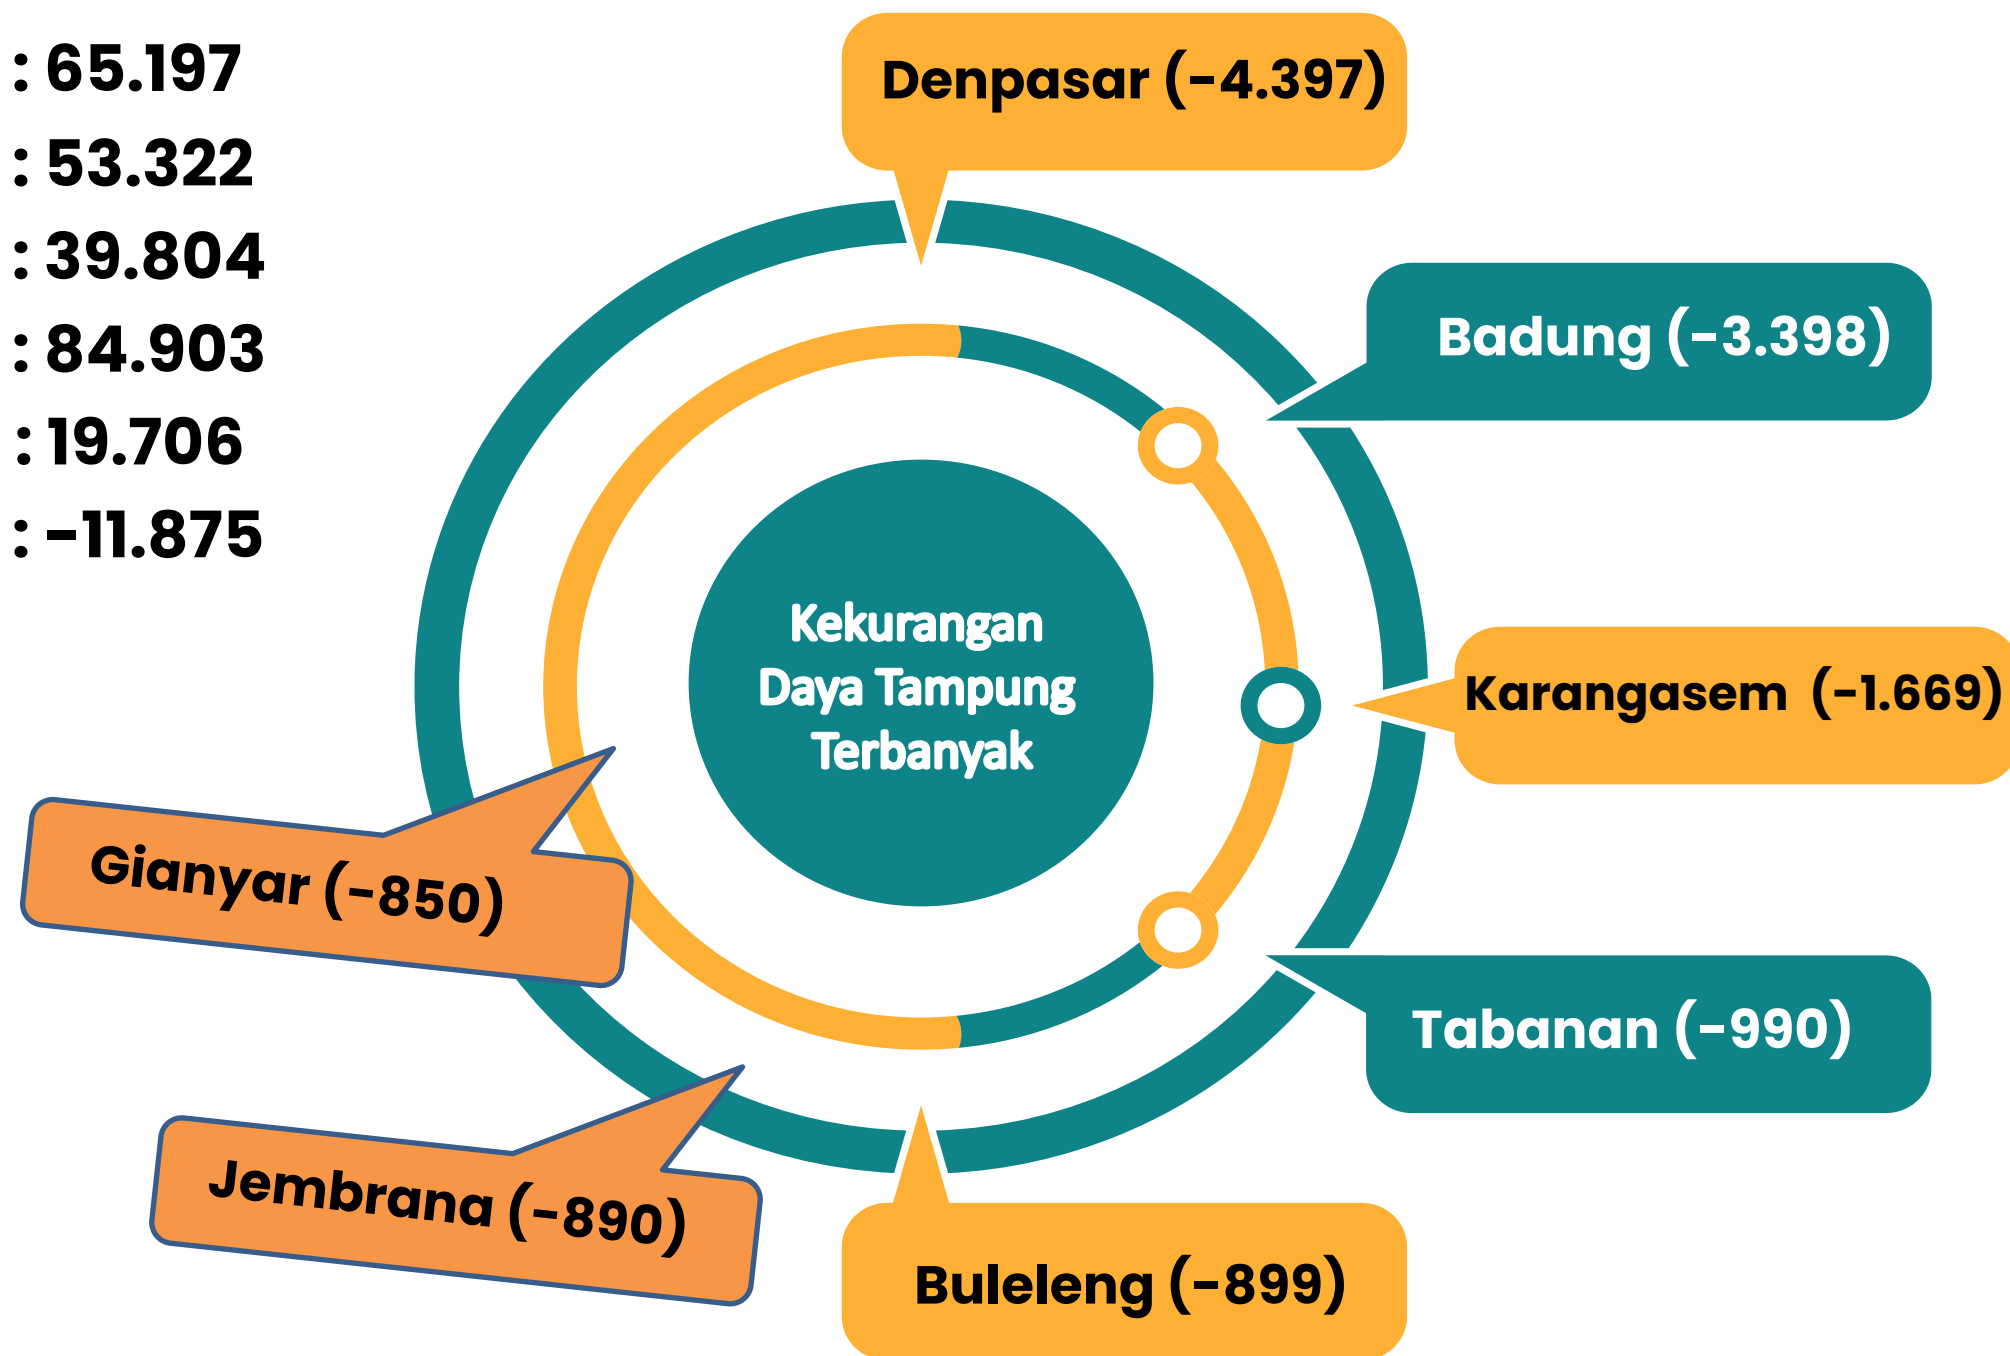 : 65.197
: 53.322
: 39.804
: 84.903
: 19.706
: -11.875
Denpasar (-4.397)
Badung (-3.398)
Kekurangan
Daya Tampung
Terbanyak
Karangasem (-1.669)
Gianyar (-850)
Tabanan (-990)
Jembrana (-890)
Buleleng (-899)